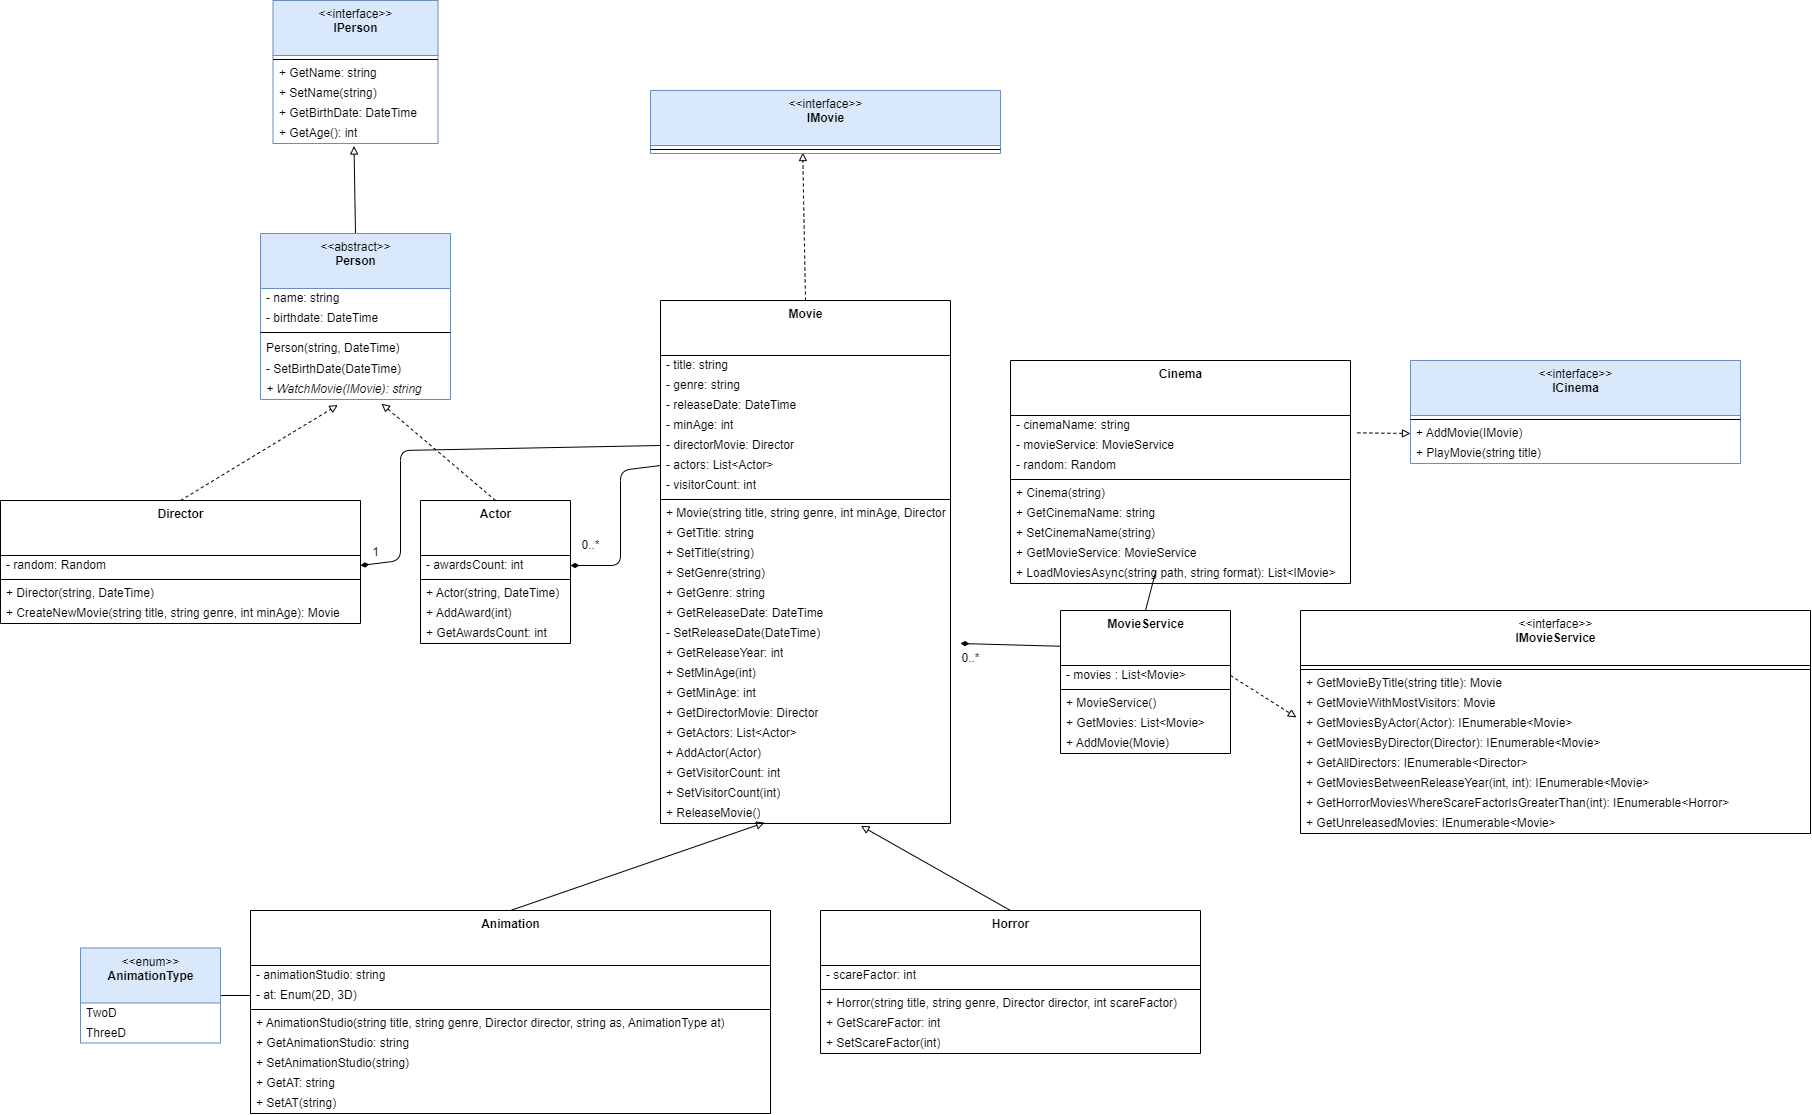 <<interface>>
IPerson
+ GetName: string
+ SetName(string)
+ GetBirthDate: DateTime
+ GetAge(): int
<<interface>>
IMovie
<<abstract>>
Person
- name: string
- birthdate: DateTime
Person(string, DateTime)
- SetBirthDate(DateTime)
+ WatchMovie(IMovie): string
Movie
- title: string
- genre: string
- releaseDate: DateTime
- minAge: int
- directorMovie: Director
- actors: List<Actor>
- visitorCount: int
+ Movie(string title, string genre, int minAge, Director
+ GetTitle: string
+ SetTitle(string)
+ SetGenre(string)
+ GetGenre: string
+ GetReleaseDate: DateTime
- SetReleaseDate(DateTime)
+ GetReleaseYear: int
+ SetMinAge(int)
+ GetMinAge: int
+ GetDirectorMovie: Director
+ GetActors: List<Actor>
+ AddActor(Actor)
+ GetVisitorCount: int
+ SetVisitorCount(int)
+ ReleaseMovie()
Cinema
- cinemaName: string
- movieService: MovieService
- random: Random
+ Cinema(string)
+ GetCinemaName: string
+ SetCinemaName(string)
+ GetMovieService: MovieService
+ LoadMoviesAsync(string path, string format): List<IMovie>
<<interface>>
ICinema
+ AddMovie(IMovie)
+ PlayMovie(string title)
Director
- random: Random
+ Director(string, DateTime)
+ CreateNewMovie(string title, string genre, int minAge): Movie
1
Actor
- awardsCount: int
+ Actor(string, DateTime)
+ AddAward(int)
+ GetAwardsCount: int
0..*
0..*
MovieService
- movies : List<Movie>
+ MovieService()
+ GetMovies: List<Movie>
+ AddMovie(Movie)
<<interface>>
IMovieService
+ GetMovieByTitle(string title): Movie
+ GetMovieWithMostVisitors: Movie
+ GetMoviesByActor(Actor): IEnumerable<Movie>
+ GetMoviesByDirector(Director): IEnumerable<Movie>
+ GetAllDirectors: IEnumerable<Director>
+ GetMoviesBetweenReleaseYear(int, int): IEnumerable<Movie>
+ GetHorrorMoviesWhereScareFactorIsGreaterThan(int): IEnumerable<Horror>
+ GetUnreleasedMovies: IEnumerable<Movie>
<<enum>>
AnimationType
TwoD
ThreeD
Animation
- animationStudio: string
- at: Enum(2D, 3D)
+ AnimationStudio(string title, string genre, Director director, string as, AnimationType at)
+ GetAnimationStudio: string
+ SetAnimationStudio(string)
+ GetAT: string
+ SetAT(string)
Horror
- scareFactor: int
+ Horror(string title, string genre, Director director, int scareFactor)
+ GetScareFactor: int
+ SetScareFactor(int)